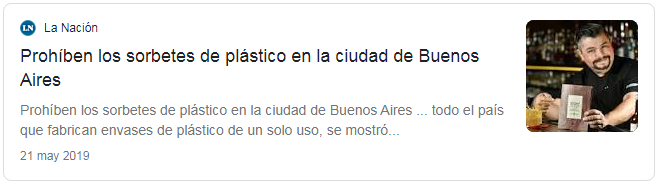 LN La Nación
Prohíben los sorbetes de plástico en la ciudad de Buenos
Aires
Prohíben los sorbetes de plástico en la ciudad de Buenos Aires ... todo el país
que fabrican envases de plástico de un solo uso, se mostró...
21 may 2019